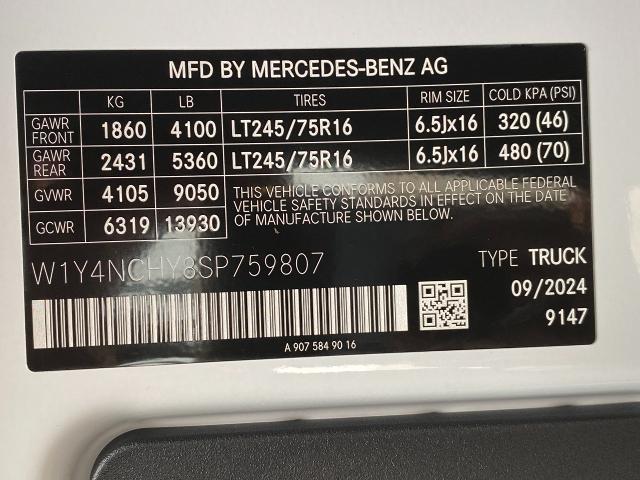 MFD BY MERCEDES-BENZ AG
KG LB TIRES RIM SIZE COLD KPA (PSI)
GAWR FRONT 1860 4100 LT245/75R16 6.5Jx16 320 (46)
GAWR REAR 2431 5360 LT245/75R16 6.5Jx16 480 (70)
GVWR 4105 9050 THIS VEHICLE CONFORMS TO ALL APPLICABLE FEDERAL
VEHICLE SAFETY STANDARDS IN EFFECT ON THE DATE
GCWR 6319 13930 OF MANUFACTURE SHOWN BELOW.
W1Y4NCHY8SP759807 TYPE TRUCK
09/2024
9147
A 907 584 90 16